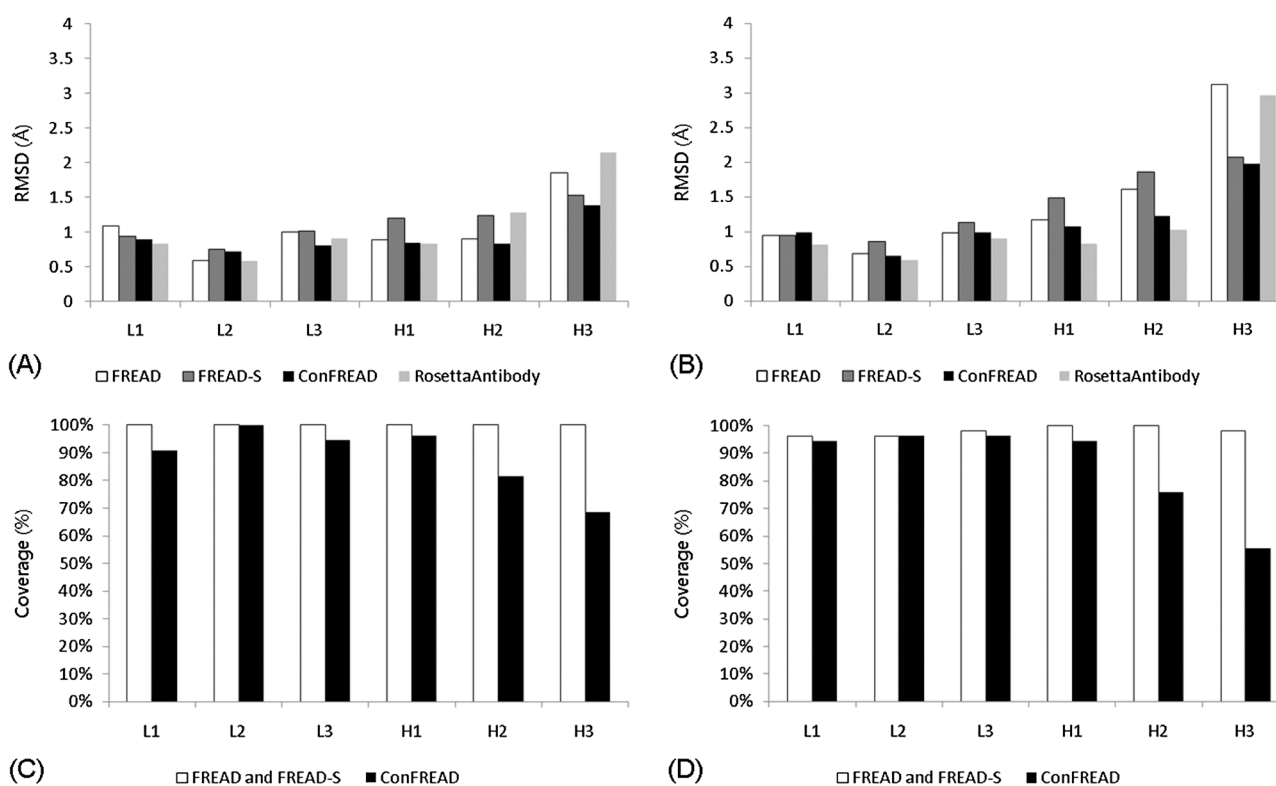 4
3.5
3
2.5
2
1.5
1
0.5
0
RMSD (Å)
L1 L2 L3 H1 H2 H3
(A)
FREAD FREAD-S ConFREAD RosettaAntibody
4
3.5
3
2.5
2
1.5
1
0.5
0
RMSD (Å)
L1 L2 L3 H1 H2 H3
(B)
FREAD FREAD-S ConFREAD RosettaAntibody
100%
90%
80%
70%
60%
50%
40%
30%
20%
10%
0%
Coverage (%)
L1 L2 L3 H1 H2 H3
(C)
FREAD and FREAD-S ConFREAD
100%
90%
80%
70%
60%
50%
40%
30%
20%
10%
0%
Coverage (%)
L1 L2 L3 H1 H2 H3
(D)
FREAD and FREAD-S ConFREAD